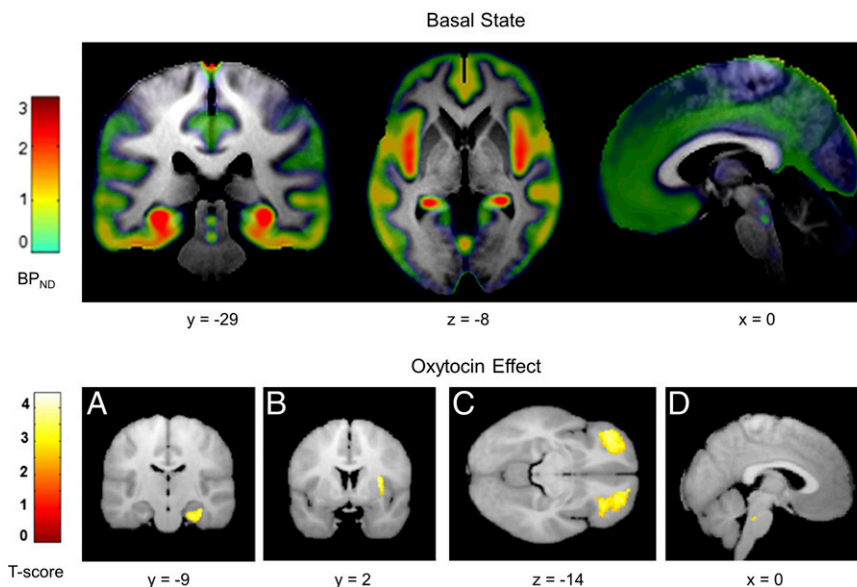 Basal State
3
2
1
0
BP_ND
y = -29
z = -8
x = 0
Oxytocin Effect
4
3
2
1
0
T-score
A
B
C
D
y = -9
y = 2
z = -14
x = 0